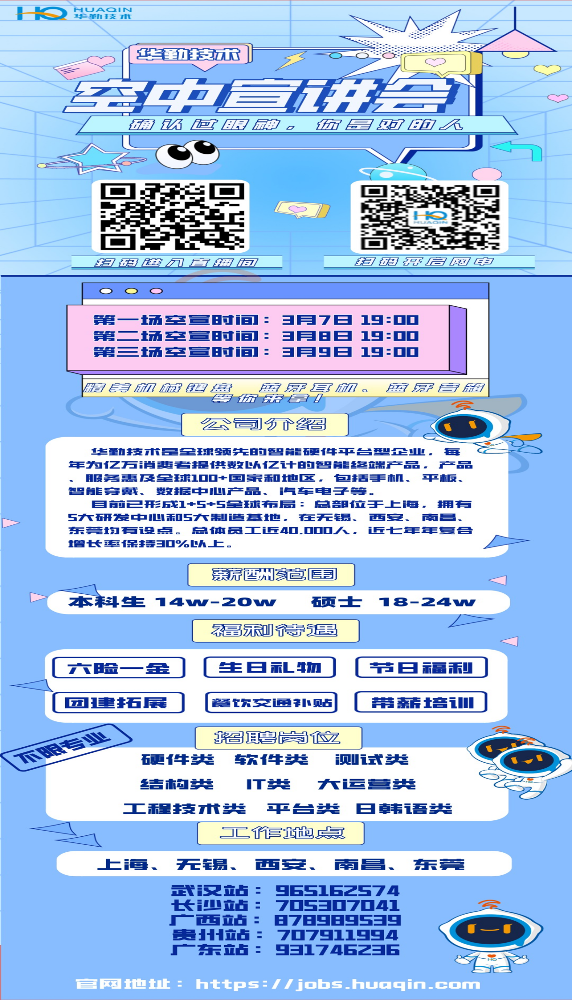 HUAQIN
华勤技术
华勤技术
空中宣讲会
确认过眼神，你是对的人
HUAQIN
扫码进入直播间
扫码开启网申
第一场空宣时间：3月7日 19:00
第二场空宣时间：3月8日 19:00
第三场空宣时间：3月9日 19:00
精美机械键盘 蓝牙耳机、蓝牙音箱
等你来拿！
公司介绍
华勤技术是全球领先的智能硬件平台型企业，每
年为亿万消费者提供数以亿计的智能终端产品，产品
、服务惠及全球100+国家和地区，包括手机、平板、
智能穿戴、数据中心产品、汽车电子等。
目前已形成1+5+5全球布局：总部位于上海，拥有
5大研发中心和5大制造基地，在无锡、西安、南昌、
东莞均有设点。总体员工近40,000人，近七年年复合
增长率保持30%以上。
薪酬范围
本科生 14w-20w 硕士 18-24w
福利待遇
六险一金 生日礼物 节日福利
团建拓展 餐饮交通补贴 带薪培训
招聘岗位
不限专业
硬件类 软件类 测试类
结构类 IT类 大运营类
工程技术类 平台类 日韩语类
工作地点
上海、无锡、西安、南昌、东莞
武汉站：965162574
长沙站：705307041
广西站：878989539
贵州站：707911994
广东站：931746236
官网地址：https://jobs.huaqin.com